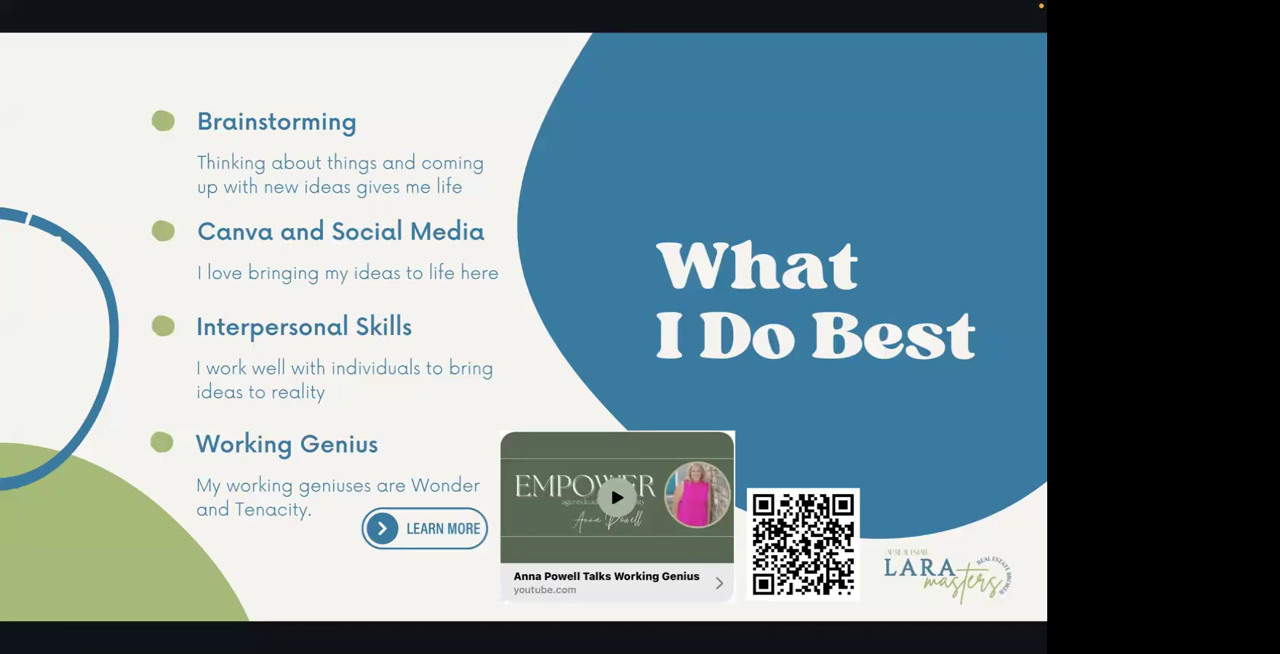 Brainstorming
Thinking about things and coming
up with new ideas gives me life
Canva and Social Media
I love bringing my ideas to life here
Interpersonal Skills
I work well with individuals to bring
ideas to reality
Working Genius
My working geniuses are Wonder
and Tenacity.
LEARN MORE
What
I Do Best
EMPOWER
Anna Powell
Anna Powell Talks Working Genius
youtube.com
LARA
masters
REAL ESTATE BROKER